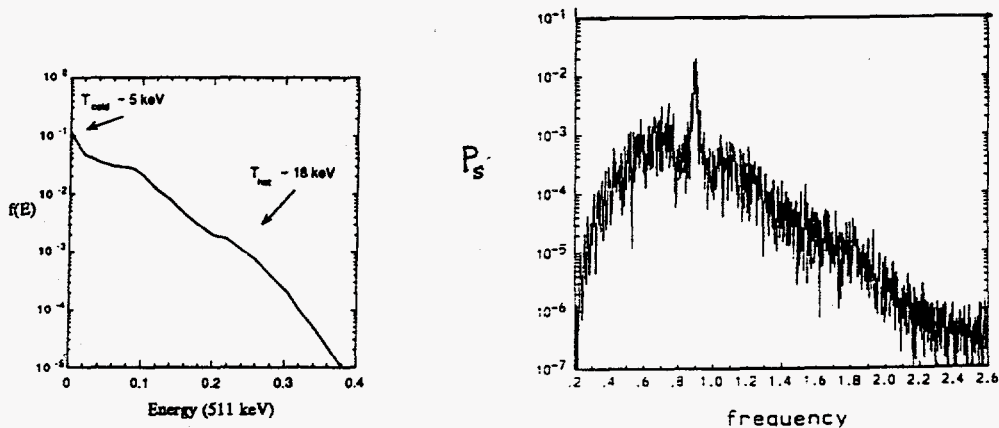 10⁰
T_cold ~ 5 keV
10⁻¹
T_hot ~ 18 keV
10⁻²
f(E)
10⁻³
10⁻⁴
10⁻⁵
0 0.1 0.2 0.3 0.4
Energy (511 keV)
10⁻¹
10⁻²
10⁻³
P_s
10⁻⁴
10⁻⁵
10⁻⁶
10⁻⁷
.2 .6 .8 1.0 1.2 1.4 1.6 1.8 2.0 2.2 2.4 2.6
frequency